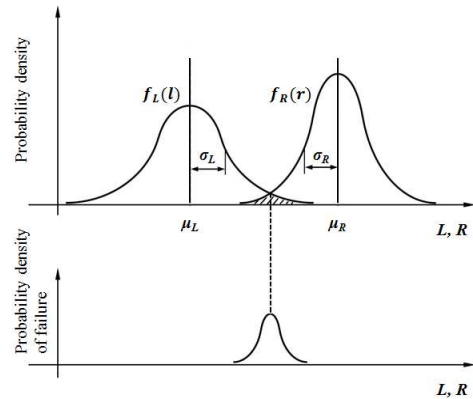 Probability density
f_L(l)
f_R(r)
σ_L
σ_R
μ_L
μ_R
L, R
Probability density
of failure
L, R